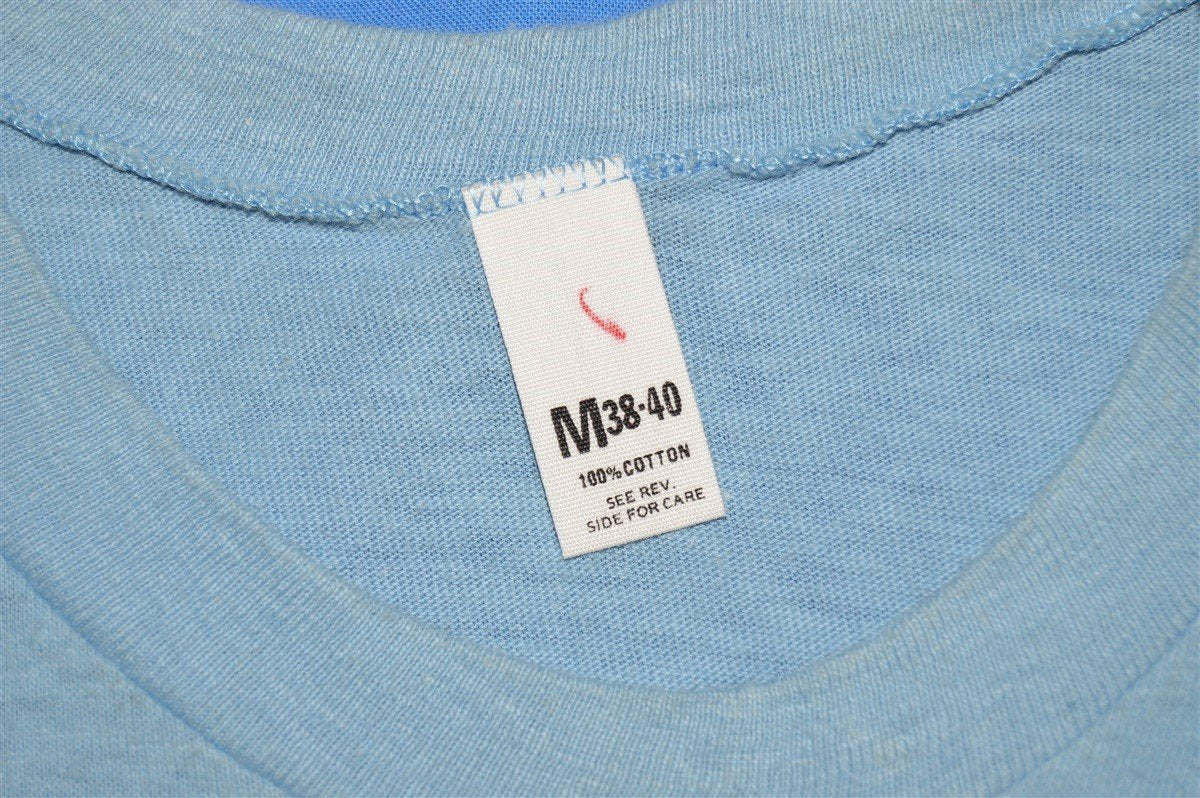 M38-40
100% COTTON
SEE REV.
SIDE FOR CARE